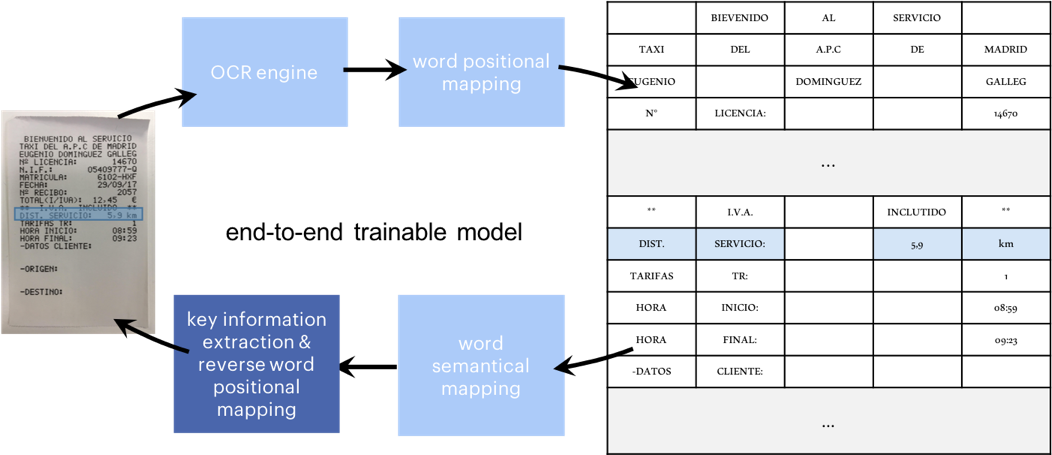 OCR engine
word positional
mapping
BIEVENIDO AL SERVICIO
TAXI DEL A.P.C DE MADRID
EUGENIO DOMINGUEZ GALLEG
N° LICENCIA: 14670
...
** I.V.A. INCLUTIDO **
DIST. SERVICIO: 5,9 km
TARIFAS TR: 1
HORA INICIO: 08:59
HORA FINAL: 09:23
-DATOS CLIENTE:
...
BIENVENIDO AL SERVICIO
TAXI DEL A.P.C DE MADRID
EUGENIO DOMINGUEZ GALLEG
Nº LICENCIA: 14670
N.I.F.: 05409777-Q
MATRICULA: 6102-HXF
FECHA: 29/09/17
Nº RECIBO: 2057
TOTAL(I/IVA): 12,45 €
** I.V.A. INCLUIDO **
DIST. SERVICIO: 5,9 km
TARIFAS TR: 1
HORA INICIO: 08:59
HORA FINAL: 09:23
-DATOS CLIENTE:
-ORIGEN:
-DESTINO:
end-to-end trainable model
key information
extraction &
reverse word
positional
mapping
word
semantical
mapping